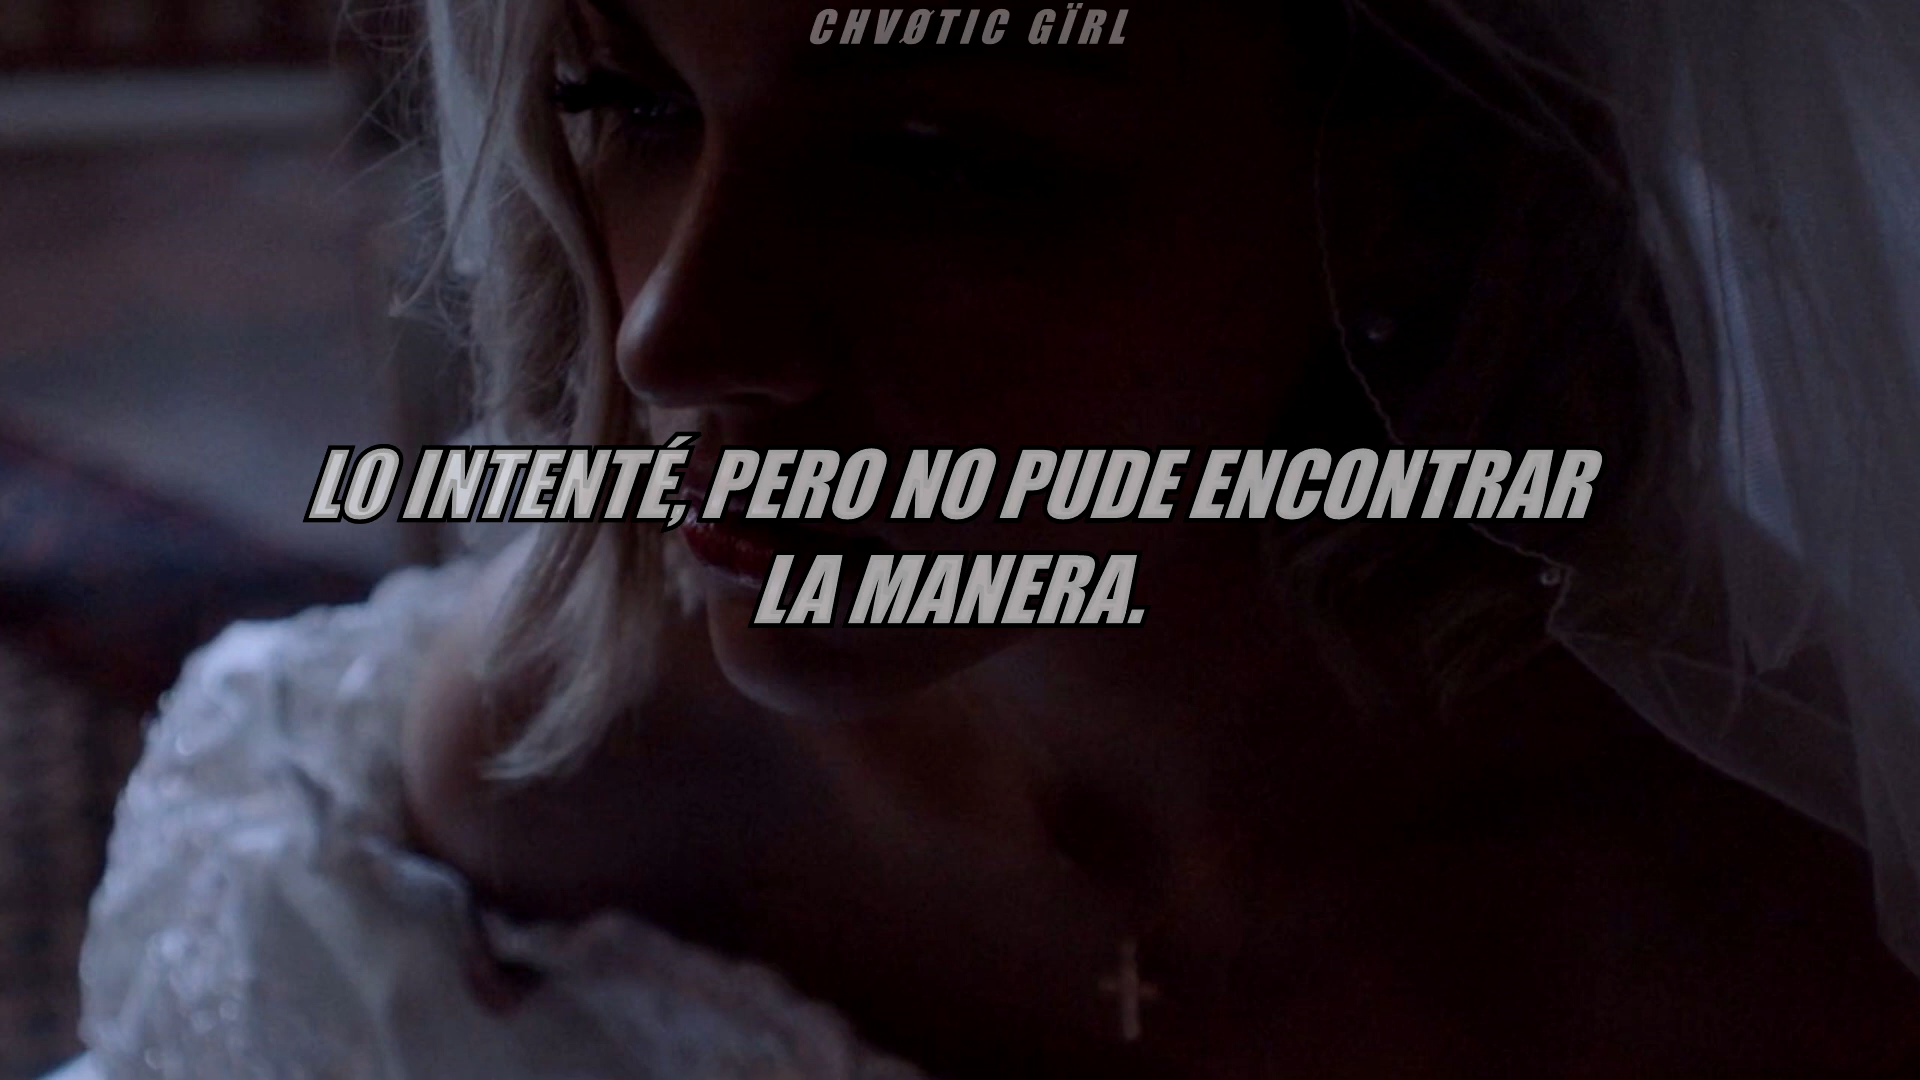 CHVØTIC GÏRL
LO INTENTÉ, PERO NO PUDE ENCONTRAR
LA MANERA.